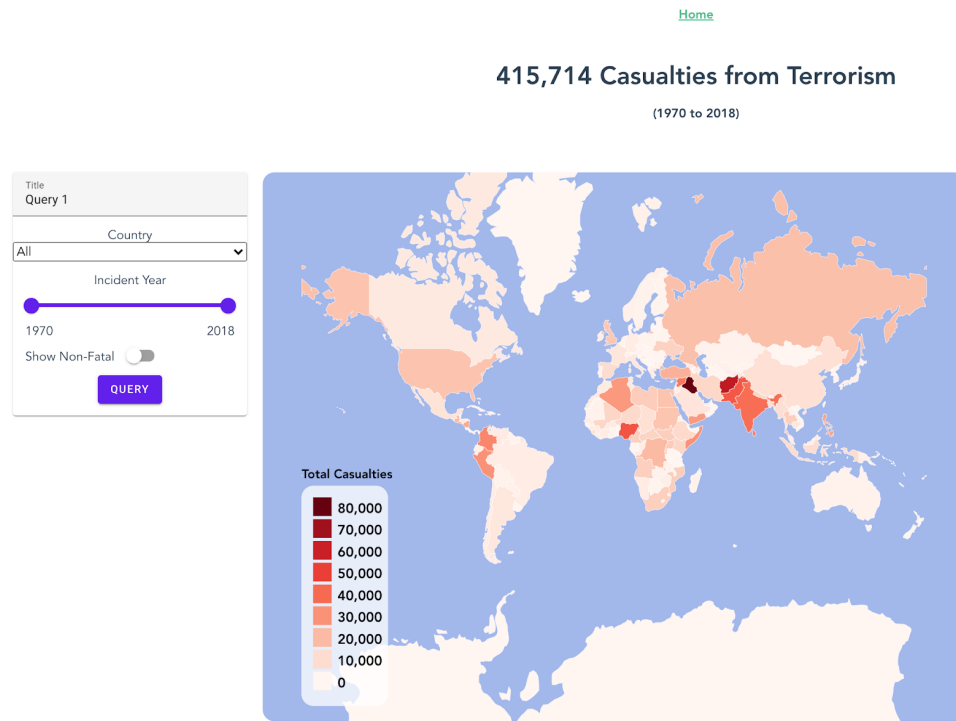 Home
415,714 Casualties from Terrorism
(1970 to 2018)
Title
Query 1
Country
All
Incident Year
1970 2018
Show Non-Fatal
QUERY
Total Casualties
80,000
70,000
60,000
50,000
40,000
30,000
20,000
10,000
0